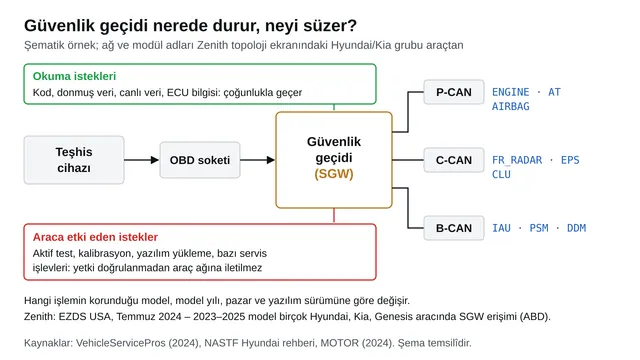 Güvenlik geçidi nerede durur, neyi süzer?
Şematik örnek; ağ ve modül adları Zenith topoloji ekranındaki Hyundai/Kia grubu araçtan
Okuma istekleri
Kod, donmuş veri, canlı veri, ECU bilgisi: çoğunlukla geçer
Teşhis
cihazı
OBD soketi
Güvenlik
geçidi
(SGW)
P-CAN
ENGINE · AT
AIRBAG
C-CAN
FR_RADAR · EPS
CLU
B-CAN
IAU · PSM · DDM
Araca etki eden istekler
Aktif test, kalibrasyon, yazılım yükleme, bazı servis
işlevleri: yetki doğrulanmadan araç ağına iletilmez
Hangi işlemin korunduğu model, model yılı, pazar ve yazılım sürümüne göre değişir.
Zenith: EZDS USA, Temmuz 2024 – 2023–2025 model birçok Hyundai, Kia, Genesis aracında SGW erişimi (ABD).
Kaynaklar: VehicleServicePros (2024), NASTF Hyundai rehberi, MOTOR (2024). Şema temsilîdir.